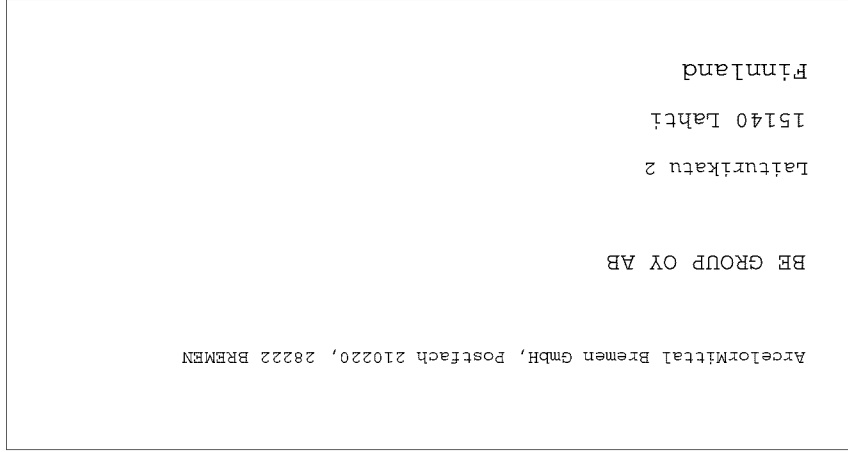 ArcelorMittal Bremen GmbH, Postfach 210220, 28222 BREMEN
BE GROUP OY AB
Laiturikatu 2
15140 Lahti
Finnland